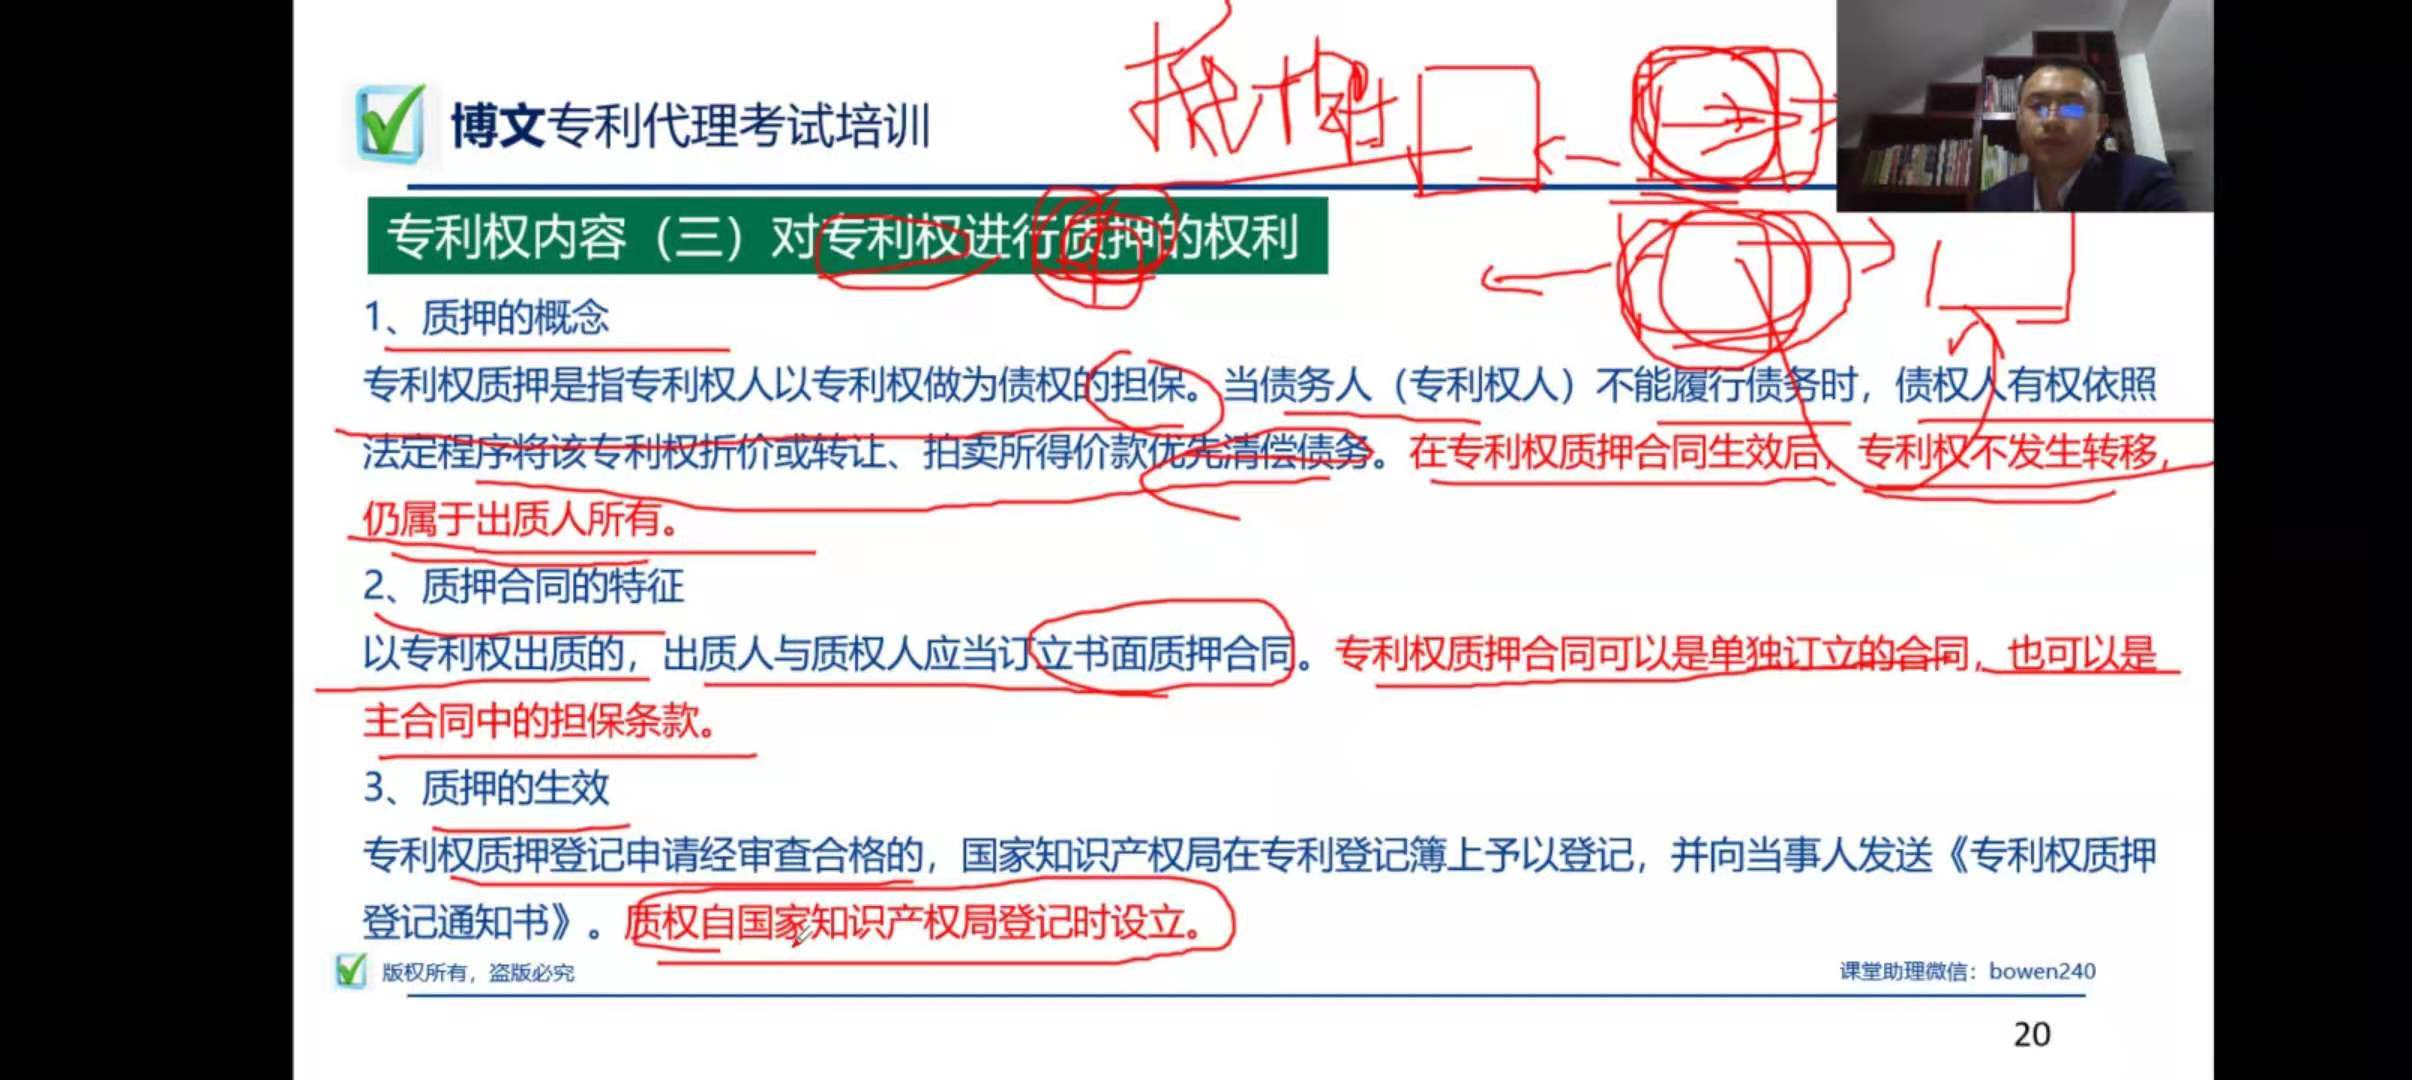 抵押
博文专利代理考试培训
专利权内容（三）对专利权进行质押的权利
1、质押的概念
专利权质押是指专利权人以专利权做为债权的担保。当债务人（专利权人）不能履行债务时，债权人有权依照
法定程序将该专利权折价或转让、拍卖所得价款优先清偿债务。在专利权质押合同生效后，专利权不发生转移，
仍属于出质人所有。
2、质押合同的特征
以专利权出质的，出质人与质权人应当订立书面质押合同。专利权质押合同可以是单独订立的合同，也可以是
主合同中的担保条款。
3、质押的生效
专利权质押登记申请经审查合格的，国家知识产权局在专利登记簿上予以登记，并向当事人发送《专利权质押
登记通知书》。质权自国家知识产权局登记时设立。
版权所有，盗版必究
课堂助理微信：bowen240
20